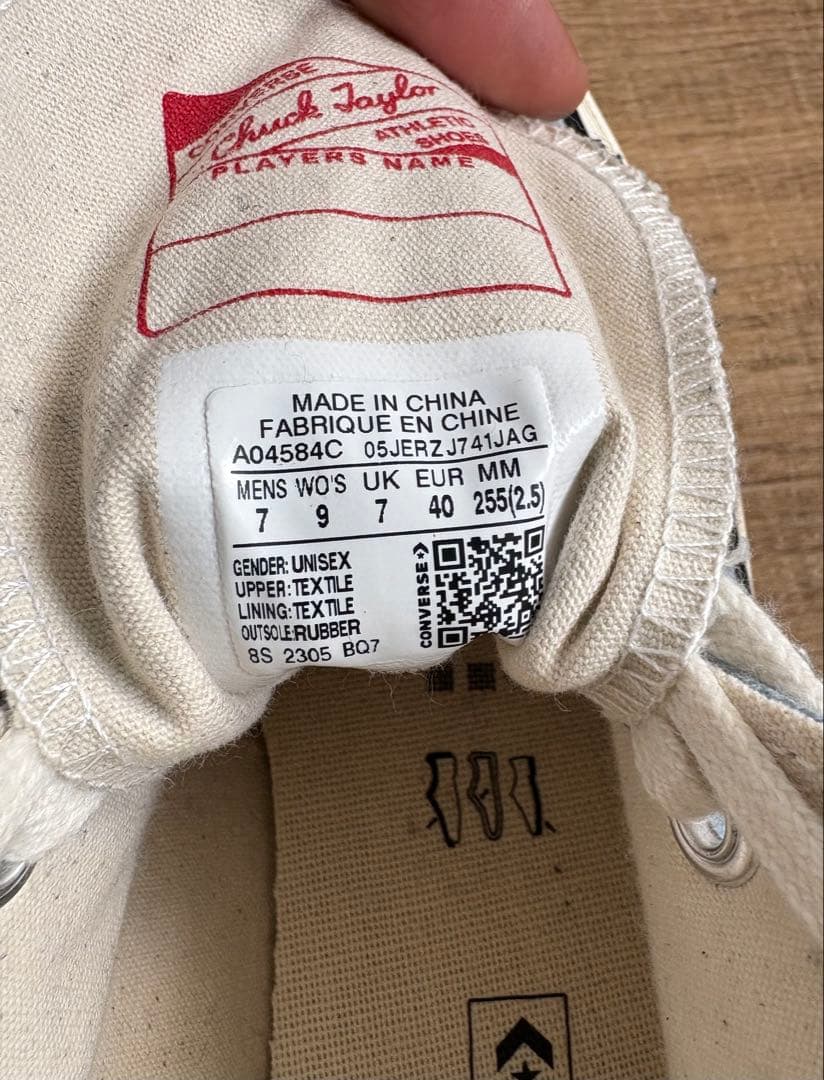 CONVERSE
Chuck Taylor
ATHLETIC
SHOES
PLAYERS NAME
MADE IN CHINA
FABRIQUE EN CHINE
A04584C 05JERZJ741JAG
MENS WO'S UK EUR MM
7 9 7 40 255(2.5)
GENDER: UNISEX
UPPER:TEXTILE
LINING:TEXTILE
OUTSOLE:RUBBER
8S 2305 BQ7
CONVERSE